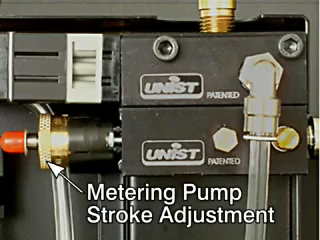 UNIST
PATENTED
UNIST
PATENTED
Metering Pump
Stroke Adjustment